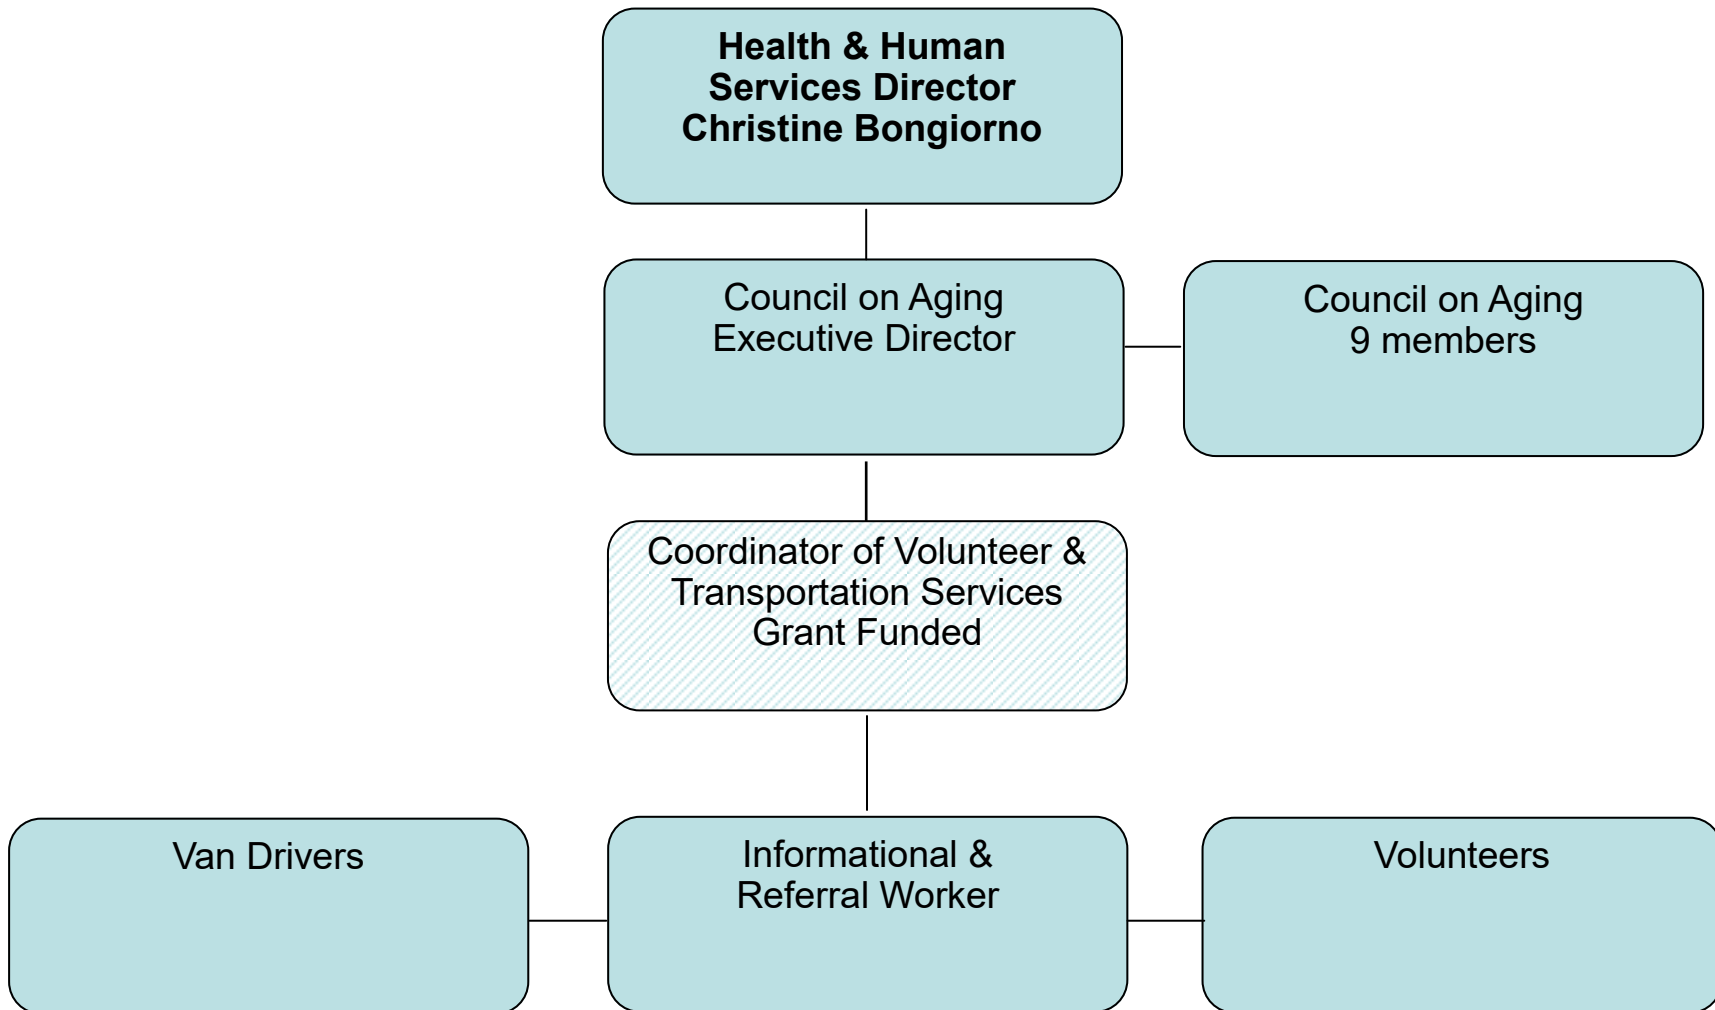 Health & Human
Services Director
Christine Bongiorno
Council on Aging
Executive Director
Council on Aging
9 members
Coordinator of Volunteer &
Transportation Services
Grant Funded
Van Drivers
Informational &
Referral Worker
Volunteers